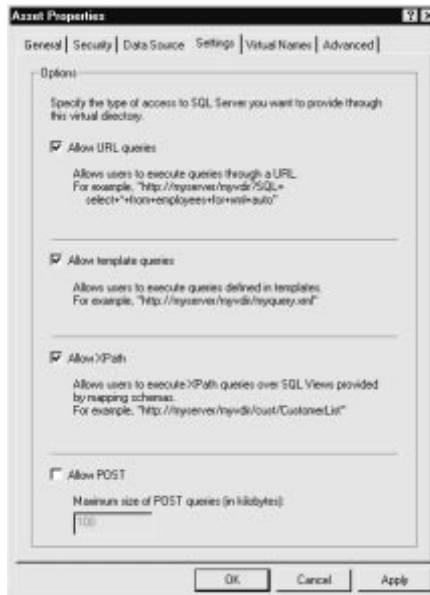 Asset Properties
General Security Data Source Settings Virtual Names Advanced
Options
Specify the type of access to SQL Server you want to provide through
this virtual directory.
Allow URL queries
Allows users to execute queries through a URL.
For example, "http://myserver/myvdir?SQL=
select+*+from+employees+for+xml+auto"
Allow template queries
Allows users to execute queries defined in templates.
For example, "http://myserver/myvdir/myquery.xml"
Allow XPath
Allows users to execute XPath queries over SQL Views provided
by mapping schemas.
For example, "http://myserver/myvdir/cust/CustomerList"
Allow POST
Maximum size of POST queries (in kilobytes):
100
OK Cancel Apply